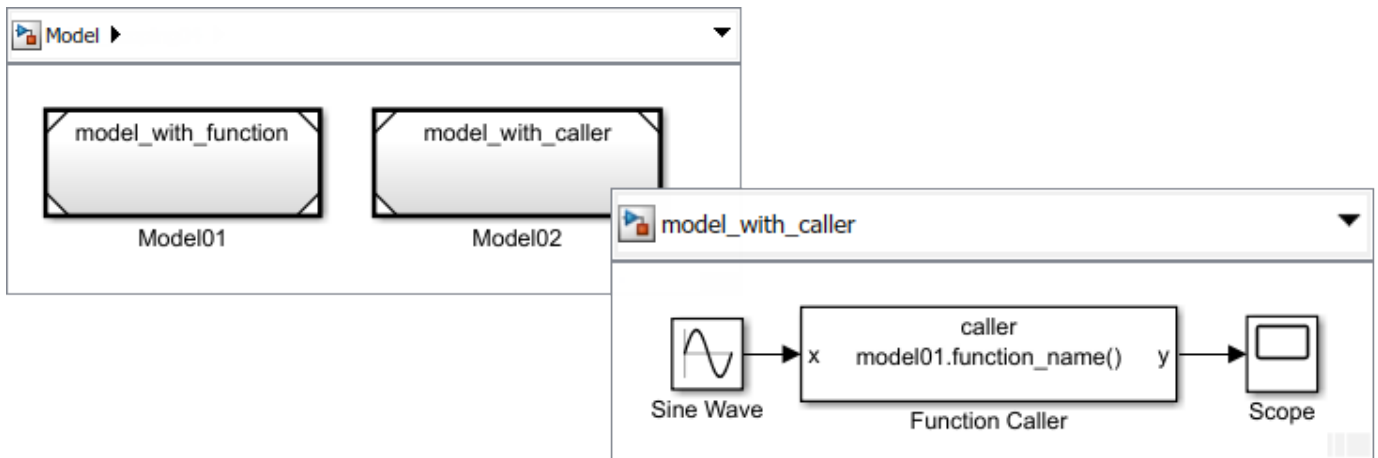 Model
model_with_function
model_with_caller
Model01
Model02
model_with_caller
caller
x
model01.function_name()
y
Sine Wave
Function Caller
Scope